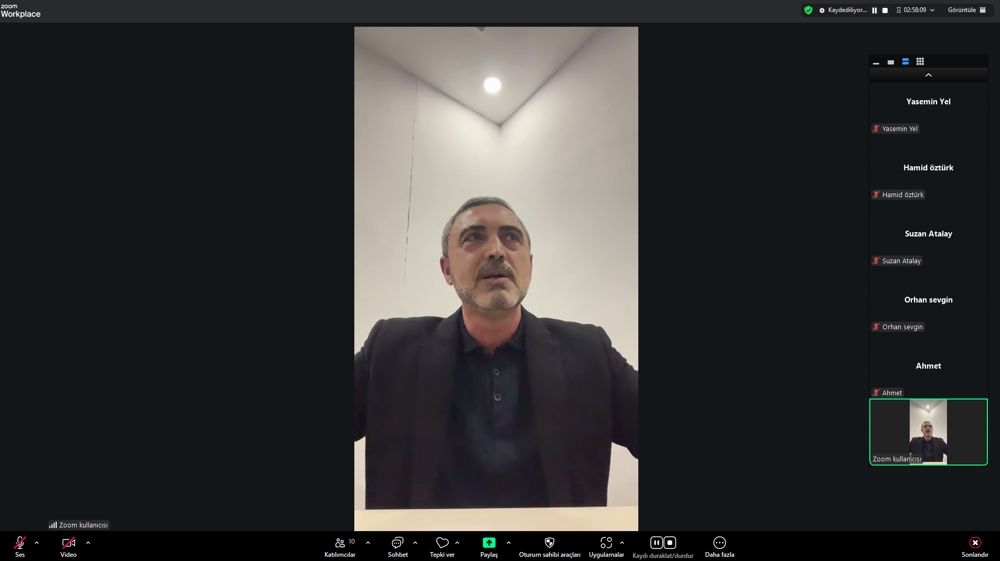 zoom
Workplace
Kaydediliyor...
02:58:09
Görüntüle
Yasemin Yel
Yasemin Yel
Hamid öztürk
Hamid öztürk
Suzan Atalay
Suzan Atalay
Orhan sevgin
Orhan sevgin
Ahmet
Ahmet
Zoom kullanıcısı
Zoom kullanıcısı
Ses
Video
10
Katılımcılar
Sohbet
Tepki ver
Paylaş
Oturum sahibi araçları
Uygulamalar
Kaydı duraklat/durdur
Daha fazla
Sonlandır